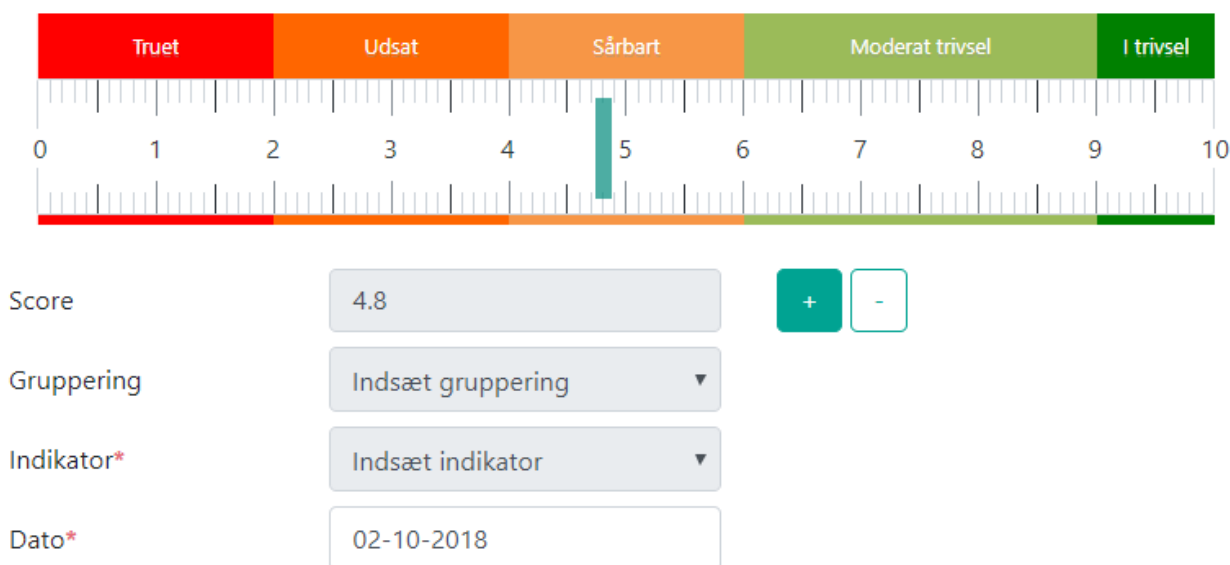 Truet Udsat Sårbart Moderat trivsel I trivsel
0 1 2 3 4 5 6 7 8 9 10
Score 4.8 + -
Gruppering Indsæt gruppering
Indikator* Indsæt indikator
Dato* 02-10-2018